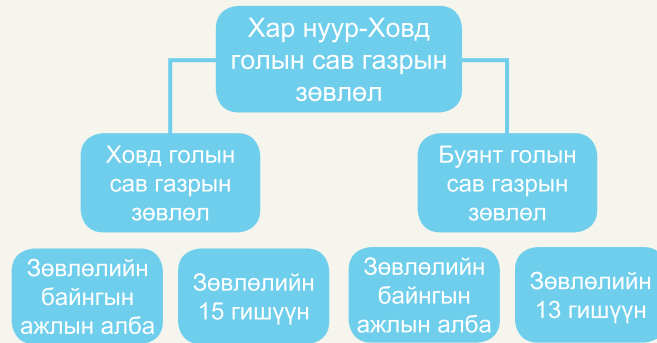 Хар нуур-Ховд
голын сав газрын
зөвлөл
Ховд голын
сав газрын
зөвлөл
Буянт голын
сав газрын
зөвлөл
Зөвлөлийн
байнгын
ажлын алба
Зөвлөлийн
15 гишүүн
Зөвлөлийн
байнгын
ажлын алба
Зөвлөлийн
13 гишүүн